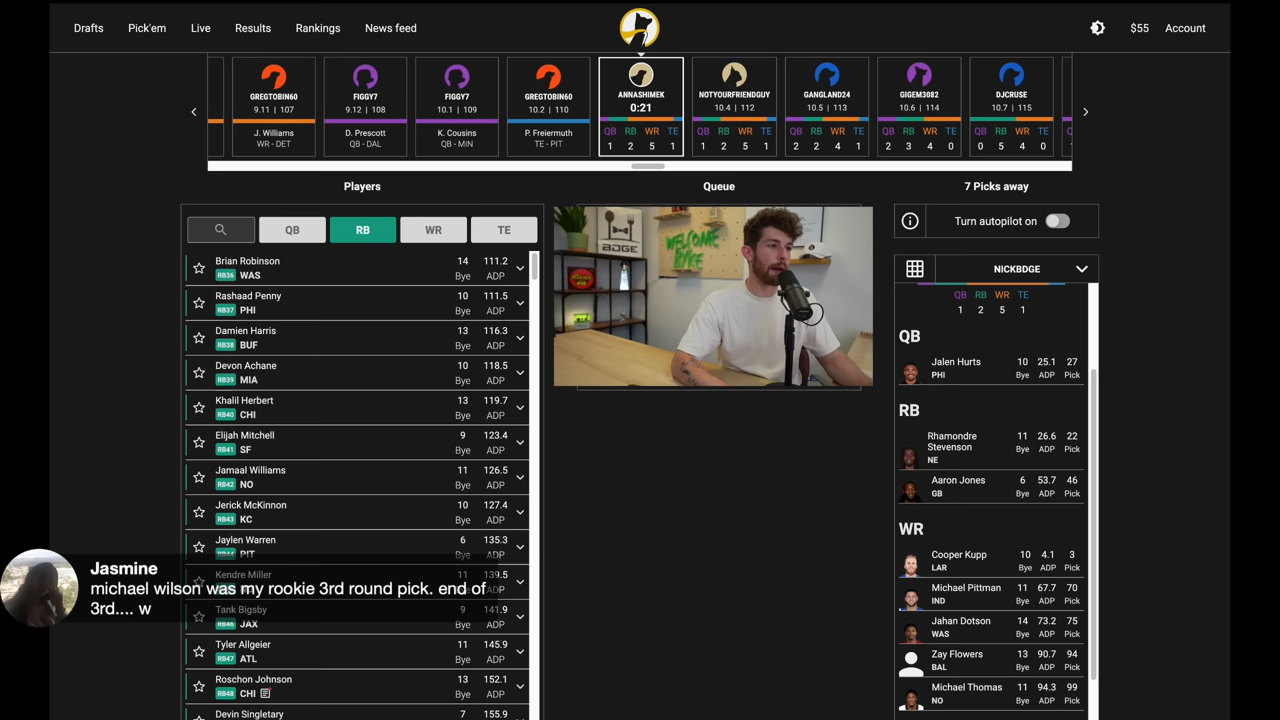 Drafts Pick'em Live Results Rankings News feed $55 Account
GREGTOBIN60 FIGGY7 FIGGY7 GREGTOBIN60 ANNASHIMEK NOTYOURFRIENDGUY GANGLAND24 GIGEM3082 DJCRUSE
9.11 | 107 9.12 | 108 10.1 | 109 10.2 | 110 0:21 10.4 | 112 10.5 | 113 10.6 | 114 10.7 | 115
J. Williams D. Prescott K. Cousins P. Freiermuth QB RB WR TE QB RB WR TE QB RB WR TE QB RB WR TE QB RB WR TE
WR - DET QB - DAL QB - MIN TE - PIT 1 2 5 1 1 2 5 1 2 2 4 1 2 3 4 0 0 5 4 0
Players Queue 7 Picks away
QB RB WR TE
Turn autopilot on
Brian Robinson 14 111.2
RB36 WAS Bye ADP
Rashaad Penny 10 111.5
RB37 PHI Bye ADP
Damien Harris 13 116.3
RB38 BUF Bye ADP
Devon Achane 10 118.5
RB39 MIA Bye ADP
Khalil Herbert 13 119.7
RB40 CHI Bye ADP
Elijah Mitchell 9 123.4
RB41 SF Bye ADP
Jamaal Williams 11 126.5
RB42 NO Bye ADP
Jerick McKinnon 10 127.4
RB43 KC Bye ADP
Jaylen Warren 6 135.3
RB44 PIT Bye ADP
Kendre Miller 11 139.5
Tank Bigsby 9 141.9
RB46 JAX Bye ADP
Tyler Allgeier 11 145.9
RB47 ATL Bye ADP
Roschon Johnson 13 152.1
RB48 CHI Bye ADP
Devin Singletary 7 155.9
BDGE
WELCOME
BYKE
NICKBDGE
QB RB WR TE
1 2 5 1
QB
Jalen Hurts 10 25.1 27
PHI Bye ADP Pick
RB
Rhamondre 11 26.6 22
Stevenson Bye ADP Pick
NE
Aaron Jones 6 53.7 46
GB Bye ADP Pick
WR
Cooper Kupp 10 4.1 3
LAR Bye ADP Pick
Michael Pittman 11 67.7 70
IND Bye ADP Pick
Jahan Dotson 14 73.2 75
WAS Bye ADP Pick
Zay Flowers 13 90.7 94
BAL Bye ADP Pick
Michael Thomas 11 94.3 99
NO Bye ADP Pick
Jasmine
michael wilson was my rookie 3rd round pick. end of
3rd.... w